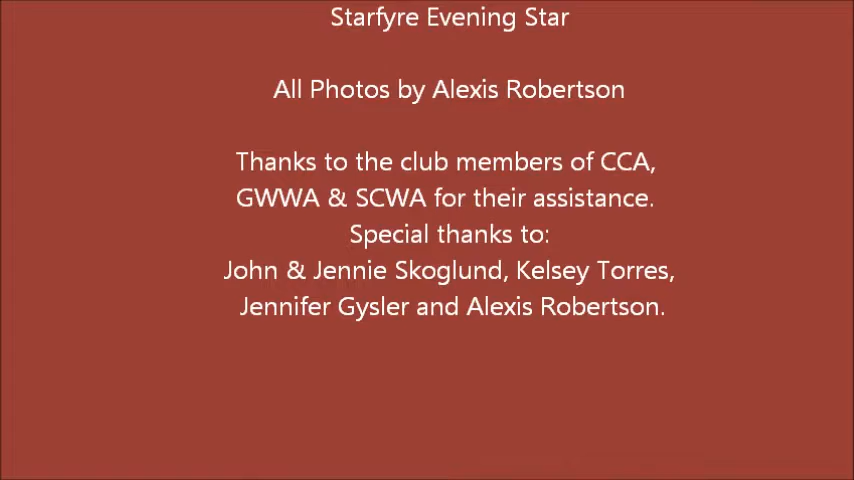 Starfyre Evening Star
All Photos by Alexis Robertson
Thanks to the club members of CCA,
GWWA & SCWA for their assistance.
Special thanks to:
John & Jennie Skoglund, Kelsey Torres,
Jennifer Gysler and Alexis Robertson.